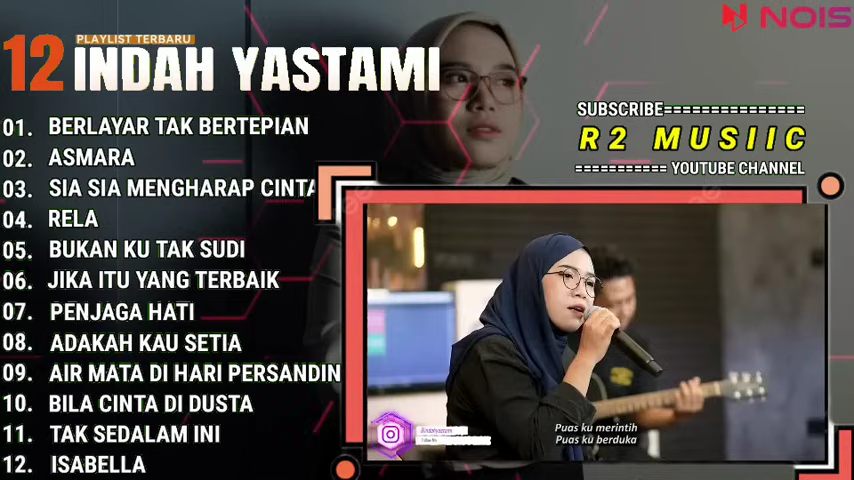 PLAYLIST TERBARU
12 INDAH YASTAMI
NOIS
01. BERLAYAR TAK BERTEPIAN
02. ASMARA
03. SIA SIA MENGHARAP CINTA
04. RELA
05. BUKAN KU TAK SUDI
06. JIKA ITU YANG TERBAIK
07. PENJAGA HATI
08. ADAKAH KAU SETIA
09. AIR MATA DI HARI PERSANDIN
10. BILA CINTA DI DUSTA
11. TAK SEDALAM INI
12. ISABELLA
SUBSCRIBE===============
R2 MUSIIC
=========== YOUTUBE CHANNEL
Puas ku merintih
Puas ku berduka